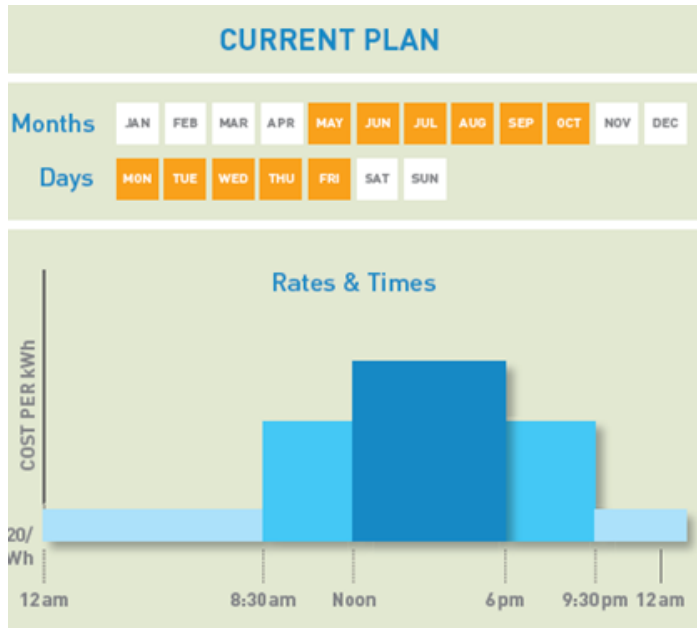 CURRENT PLAN
Months JAN FEB MAR APR MAY JUN JUL AUG SEP OCT NOV DEC
Days MON TUE WED THU FRI SAT SUN
Rates & Times
COST PER kWh
20/
Wh
12am 8:30am Noon 6pm 9:30pm 12am